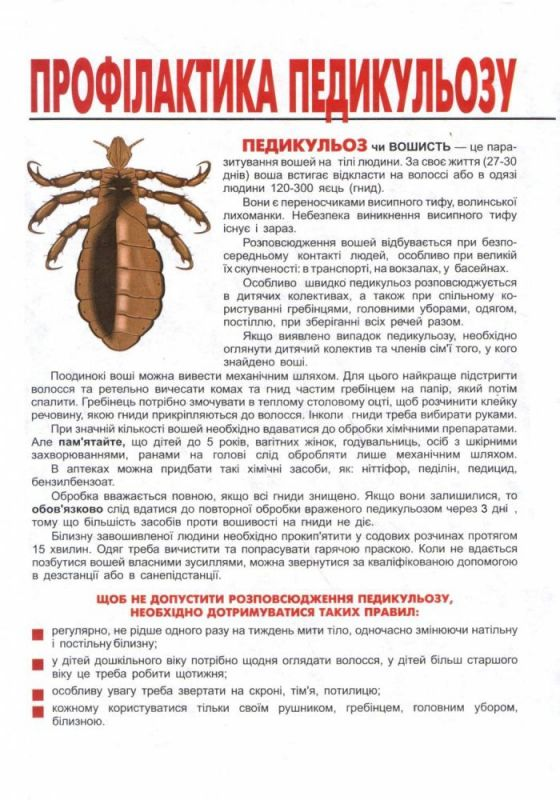 ПРОФІЛАКТИКА ПЕДИКУЛЬОЗУ
ПЕДИКУЛЬОЗ чи ВОШИСТЬ — це пара-
зитування вошей на тілі людини. За своє життя (27-30
днів) воша встигає відкласти на волоссі або в одязі
людини 120-300 яєць (гнид).
Вони є переносчиками висипного тифу, волинської
лихоманки. Небезпека виникнення висипного тифу
існує і зараз.
Розповсюдження вошей відбувається при безпо-
середньому контакті людей, особливо при великій
їх скупченості: в транспорті, на вокзалах, у басейнах.
Особливо швидко педикульоз розповсюджується
в дитячих колективах, а також при спільному ко-
ристуванні гребінцями, головними уборами, одягом,
постіллю, при зберіганні всіх речей разом.
Якщо виявлено випадок педикульозу, необхідно
оглянути дитячий колектив та членів сім'ї того, у кого
знайдено воші.
Поодинокі воші можна вивести механічним шляхом. Для цього найкраще підстригти
волосся та ретельно вичесати комах та гнид частим гребінцем на папір, який потім
спалити. Гребінець потрібно змочувати в теплому столовому оцті, щоб розчинити клейку
речовину, якою гниди прикріпляються до волосся. Інколи гниди треба вибирати руками.
При значній кількості вошей необхідно вдаватися до обробки хімічними препаратами.
Але пам'ятайте, що дітей до 5 років, вагітних жінок, годувальниць, осіб з шкірними
захворюваннями, ранами на голові слід обробляти лише механічним шляхом.
В аптеках можна придбати такі хімічні засоби, як: ніттіфор, педілін, педицид,
бензилбензоат.
Обробка вважається повною, якщо всі гниди знищено. Якщо вони залишилися, то
обов'язково слід вдатися до повторної обробки враженого педикульозом через 3 дні ,
тому що більшість засобів проти вошивості на гниди не діє.
Білизну завошивленої людини необхідно прокип'ятити у содових розчинах протягом
15 хвилин. Одяг треба вичистити та попрасувати гарячою праскою. Коли не вдається
позбутися вошей власними зусиллями, можна звернутися за кваліфікованою допомогою
в дезстанції або в санепідстанції.
ЩОБ НЕ ДОПУСТИТИ РОЗПОВСЮДЖЕННЯ ПЕДИКУЛЬОЗУ,
НЕОБХІДНО ДОТРИМУВАТИСЯ ТАКИХ ПРАВИЛ:
регулярно, не рідше одного разу на тиждень мити тіло, одночасно змінюючи натільну
і постільну білизну;
у дітей дошкільного віку потрібно щодня оглядати волосся, у дітей більш старшого
віку це треба робити щотижня;
особливу увагу треба звертати на скроні, тім'я, потилицю;
кожному користуватися тільки своїм рушником, гребінцем, головним убором,
білизною.